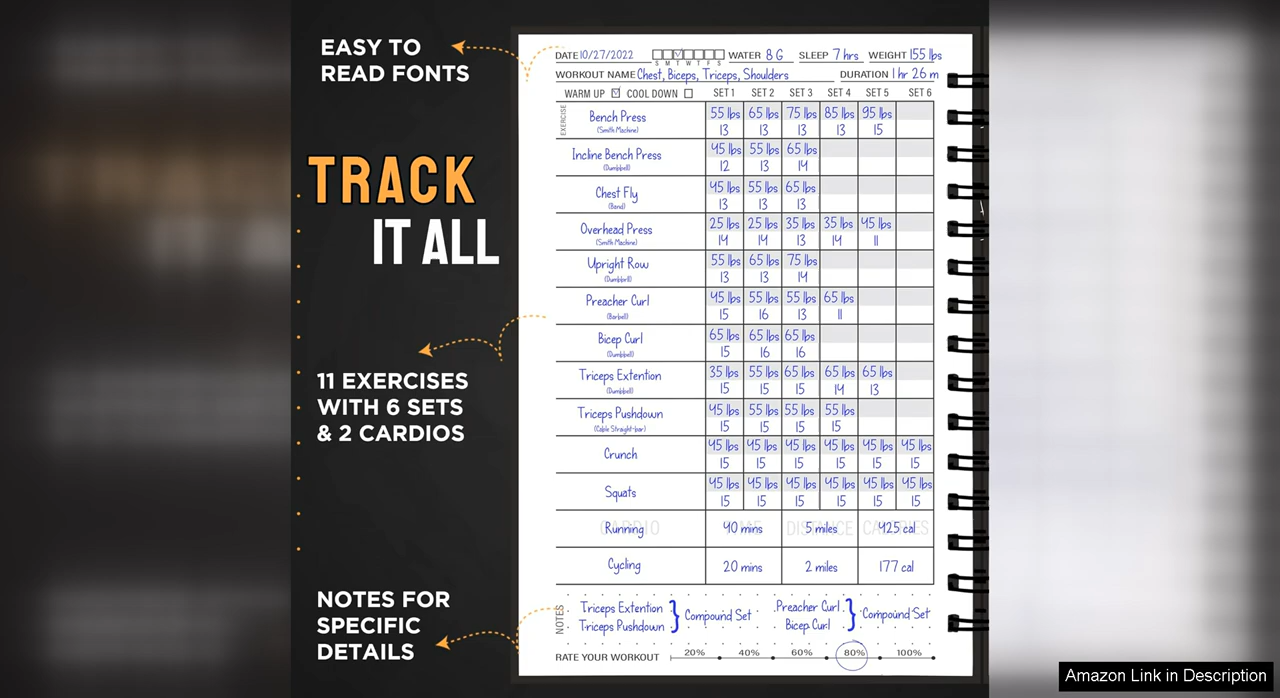 EASY TO
READ FONTS
TRACK
IT ALL
11 EXERCISES
WITH 6 SETS
& 2 CARDIOS
NOTES FOR
SPECIFIC
DETAILS
DATE 10/27/2022 S M T W T F S WATER 8 G SLEEP 7 hrs WEIGHT 155 lbs
WORKOUT NAME Chest, Biceps, Triceps, Shoulders DURATION 1 hr 26 m
WARM UP COOL DOWN SET 1 SET 2 SET 3 SET 4 SET 5 SET 6
EXERCISE
Bench Press 55 lbs 65 lbs 75 lbs 85 lbs 95 lbs
(Smith Machine) 13 13 13 13 15
Incline Bench Press 45 lbs 55 lbs 65 lbs
(Dumbbell) 12 13 14
Chest Fly 45 lbs 55 lbs 65 lbs
(Band) 13 13 13
Overhead Press 25 lbs 25 lbs 35 lbs 35 lbs 45 lbs
(Smith Machine) 14 14 13 14 11
Upright Row 55 lbs 65 lbs 75 lbs
(Dumbbell) 13 13 14
Preacher Curl 45 lbs 55 lbs 55 lbs 65 lbs
(Barbell) 15 16 13 11
Bicep Curl 65 lbs 65 lbs 65 lbs
(Dumbbell) 15 16 16
Triceps Extention 35 lbs 55 lbs 65 lbs 65 lbs 65 lbs
(Dumbbell) 15 15 15 14 13
Triceps Pushdown 45 lbs 55 lbs 55 lbs 55 lbs
(Cable Straight-bar) 15 15 15 15
Crunch 45 lbs 45 lbs 45 lbs 45 lbs 45 lbs 45 lbs
15 15 15 15 15 15
Squats 45 lbs 45 lbs 45 lbs 45 lbs 45 lbs 45 lbs
15 15 15 15 15 15
CARDIO TIME DISTANCE CALORIES
Running 40 mins 5 miles 425 cal
Cycling 20 mins 2 miles 177 cal
NOTES
Triceps Extention } Compound Set Preacher Curl } Compound Set
Triceps Pushdown Bicep Curl
RATE YOUR WORKOUT 20% 40% 60% 80% 100%
Amazon Link in Description